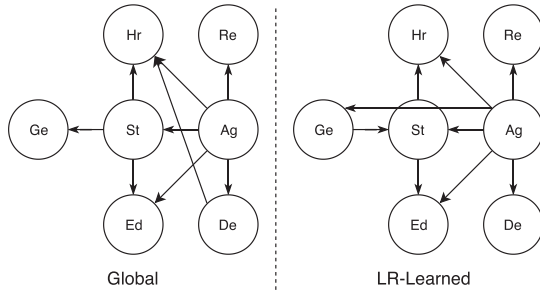 Hr Re
Ge St Ag
Ed De
Global
Hr Re
Ge St Ag
Ed De
LR-Learned